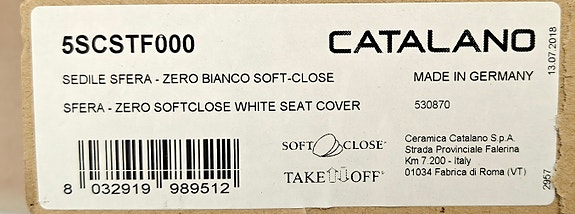 5SCSTF000
CATALANO
13.07.2018
SEDILE SFERA - ZERO BIANCO SOFT-CLOSE
MADE IN GERMANY
SFERA - ZERO SOFTCLOSE WHITE SEAT COVER
530870
SOFT CLOSE®
TAKE OFF®
8 032919 989512
Ceramica Catalano S.p.A.
Strada Provinciale Falerina
Km 7.200 - Italy
01034 Fabrica di Roma (VT)
2957